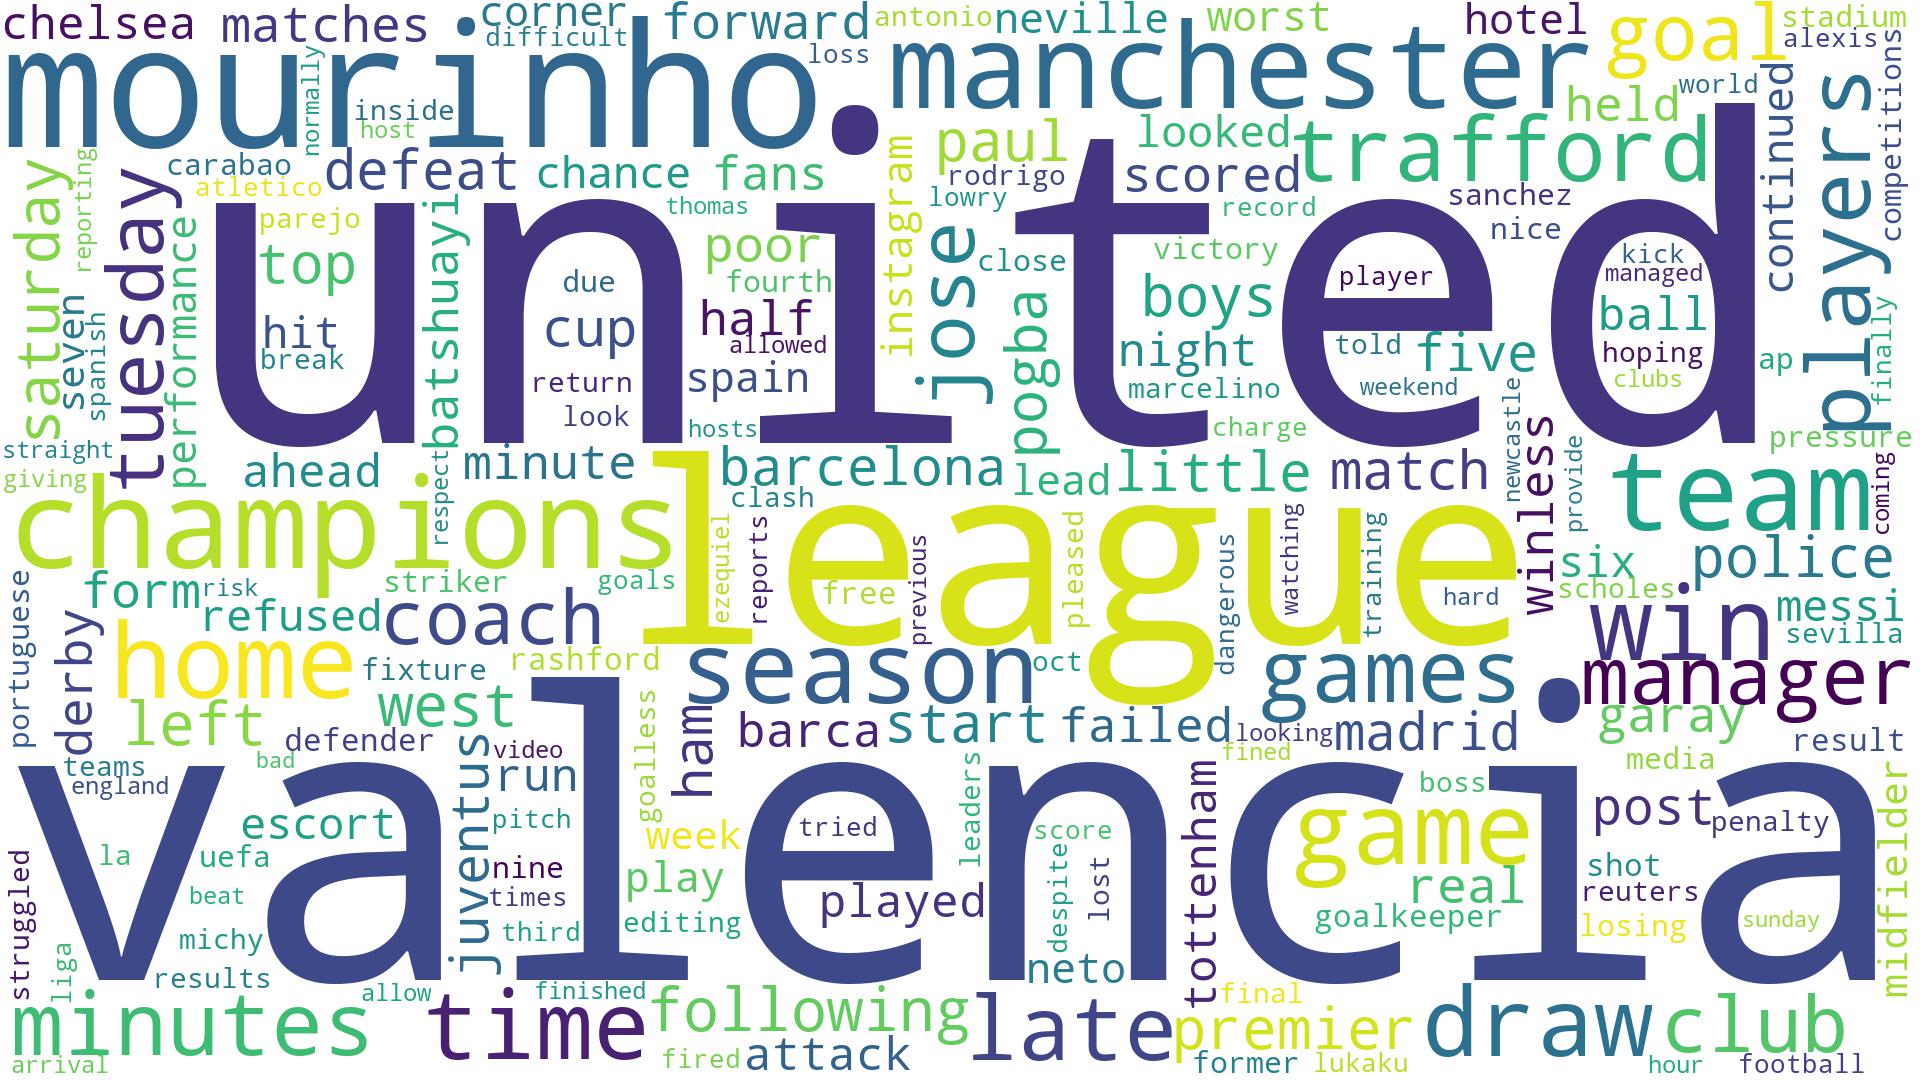 chelsea
matches
corner
difficult
forward
antonio
neville
worst
hotel
goal
stadium
alexis
mourinho
normally
inside
host
loss
manchester
held
world
continued
players
competitions
saturday
reporting
tuesday
carabao
atletico
parejo
defeat
chance
fans
thomas
instagram
paul
rodrigo
lowry
looked
scored
trafford
record
sanchez
nice
united
performance
top
hit
break
batshuayi
due
cup
return
look
poor
fourth
half
allowed
spain
hosts
jose
close
pogba
victory
boys
night
marcelino
charge
player
told
five
weekend
kick
managed
ball
hoping
clubs
ap
finally
seven
spanish
straight
giving
ahead
respect
minute
barcelona
clash
lead
little
match
newcastle
winless
provide
team
pressure
coming
champions
league
form
risk
striker
goals
ezequiel
reports
free
previous
pleased
dangerous
watching
training
hard
six
scholes
police
messi
sevilla
win
portuguese
derby
refused
coach
home
fixture
rashford
season
oct
games
manager
left
west
defender
goalless
ham
barca
start
failed
looking
fined
madrid
garay
result
media
teams
england
bad
juventus
video
run
valencia
escort
pitch
week
tried
leaders
score
despite
lost
tottenham
boss
game
post
penalty
midfielder
la
uefa
beat
nine
times
third
play
editing
played
real
goalkeeper
shot
reuters
losing
sunday
struggled
liga
michy
results
neto
allow
finished
final
minutes
time
following
late
premier
draw
club
arrival
fired
attack
former
lukaku
hour
football